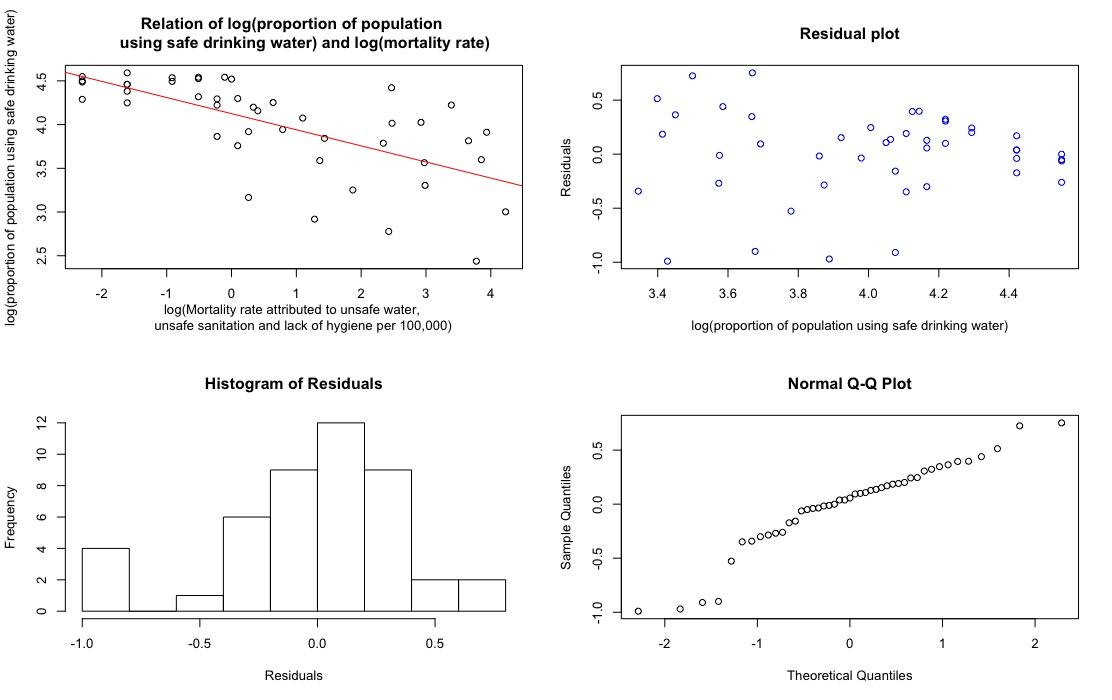 Relation of log(proportion of population
using safe drinking water) and log(mortality rate)
log(proportion of population using safe drinking water)
4.5
4.0
3.5
3.0
2.5
-2 -1 0 1 2 3 4
log(Mortality rate attributed to unsafe water,
unsafe sanitation and lack of hygiene per 100,000)
Residual plot
Residuals
0.5
0.0
-0.5
-1.0
3.4 3.6 3.8 4.0 4.2 4.4
log(proportion of population using safe drinking water)
Histogram of Residuals
Frequency
12
10
8
6
4
2
0
-1.0 -0.5 0.0 0.5
Residuals
Normal Q-Q Plot
Sample Quantiles
0.5
0.0
-0.5
-1.0
-2 -1 0 1 2
Theoretical Quantiles